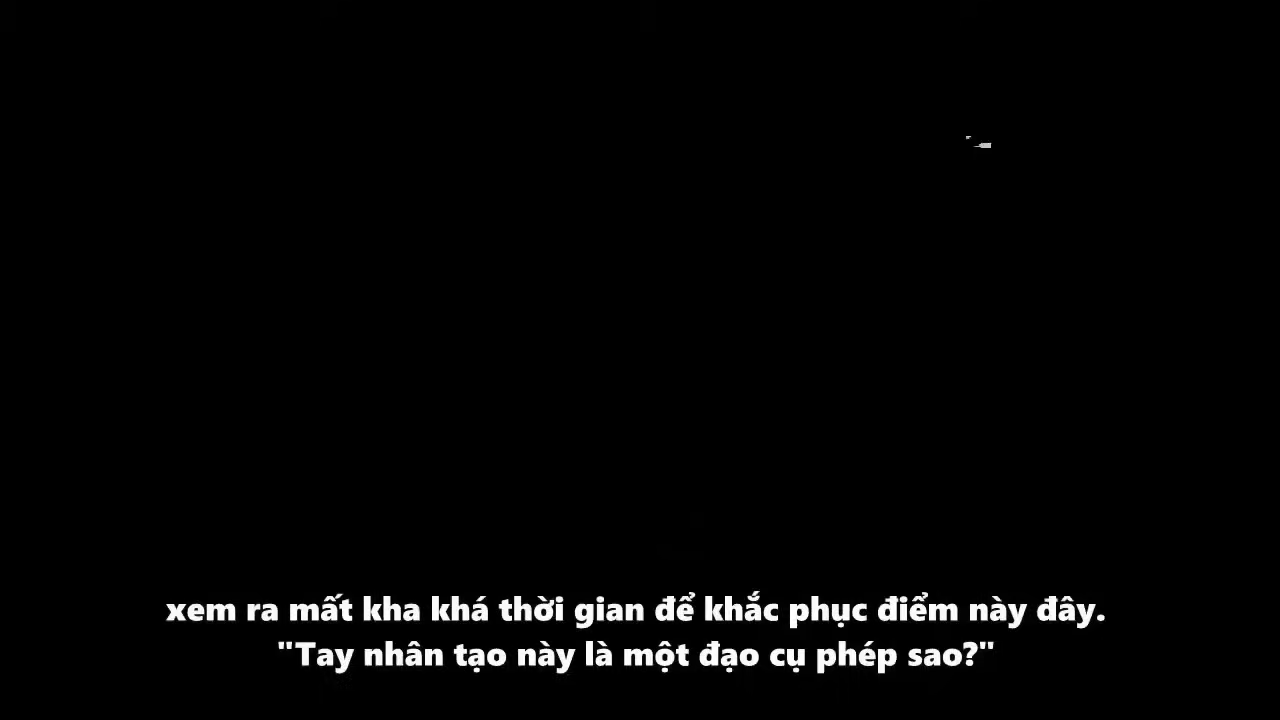 xem ra mất kha khá thời gian để khắc phục điểm này đây.
"Tay nhân tạo này là một đạo cụ phép sao?"